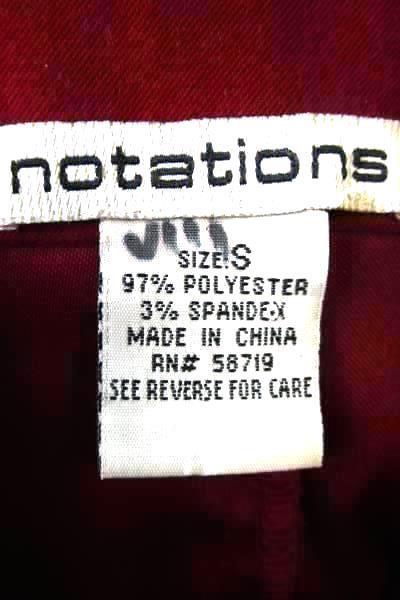 notations
SIZE:S
97% POLYESTER
3% SPANDEX
MADE IN CHINA
RN# 58719
SEE REVERSE FOR CARE